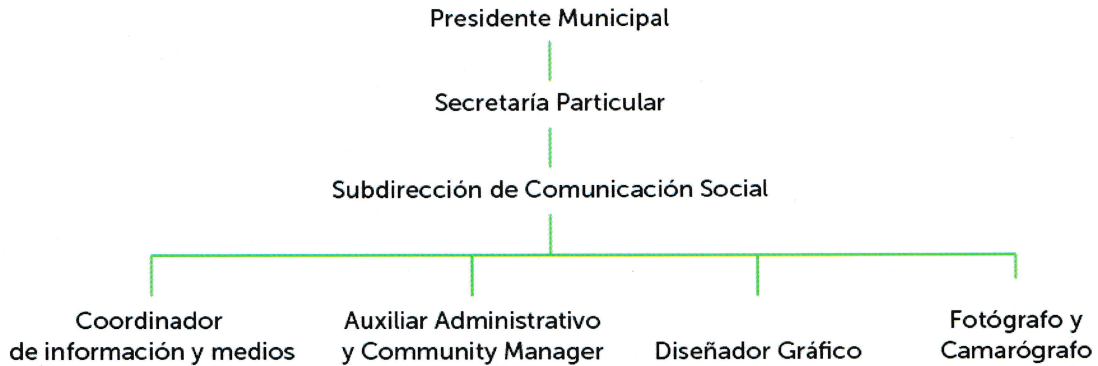 Presidente Municipal
Secretaría Particular
Subdirección de Comunicación Social
Coordinador
de información y medios
Auxiliar Administrativo
y Community Manager
Diseñador Gráfico
Fotógrafo y
Camarógrafo